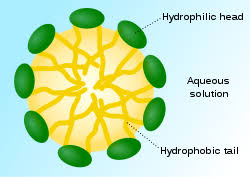 Hydrophilic head
Aqueous
solution
Hydrophobic tail